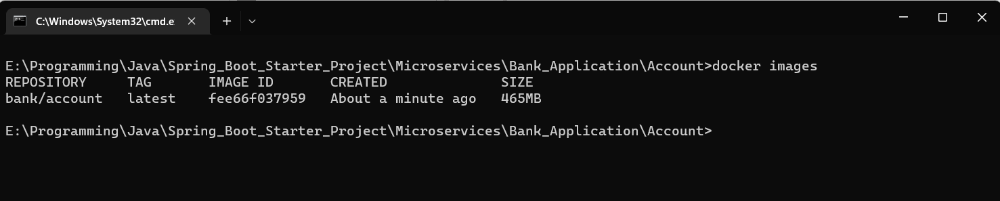 C:\Windows\System32\cmd.e:
E:\Programming\Java\Spring_Boot_Starter_Project\Microservices\Bank_Application\Account>docker images
REPOSITORY     TAG       IMAGE ID       CREATED              SIZE
bank/account   latest    fee66f037959   About a minute ago   465MB
E:\Programming\Java\Spring_Boot_Starter_Project\Microservices\Bank_Application\Account>